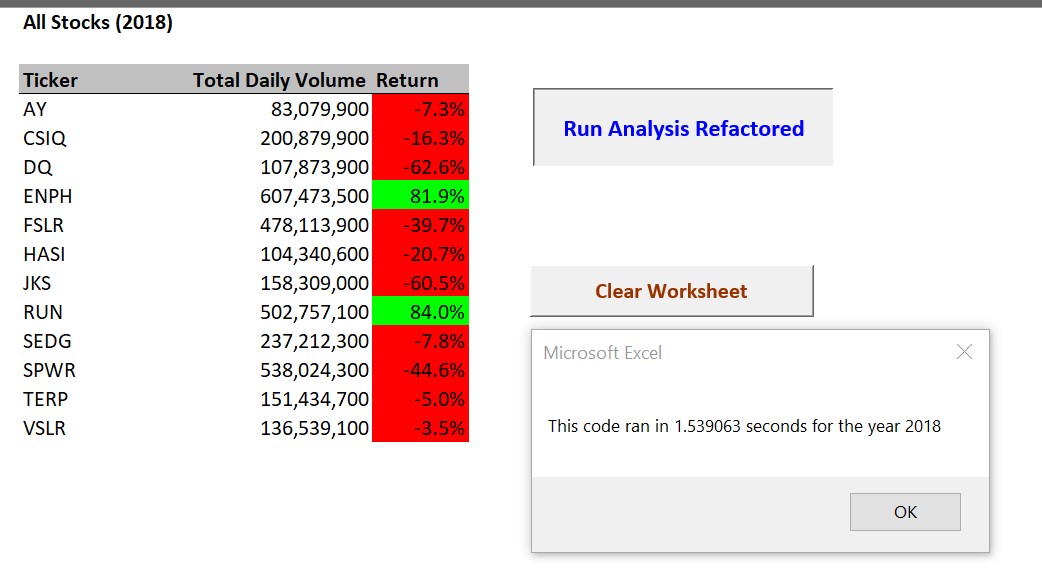 All Stocks (2018)
Ticker Total Daily Volume Return
AY 83,079,900 -7.3%
CSIQ 200,879,900 -16.3%
DQ 107,873,900 -62.6%
ENPH 607,473,500 81.9%
FSLR 478,113,900 -39.7%
HASI 104,340,600 -20.7%
JKS 158,309,000 -60.5%
RUN 502,757,100 84.0%
SEDG 237,212,300 -7.8%
SPWR 538,024,300 -44.6%
TERP 151,434,700 -5.0%
VSLR 136,539,100 -3.5%
Run Analysis Refactored
Clear Worksheet
Microsoft Excel
This code ran in 1.539063 seconds for the year 2018
OK